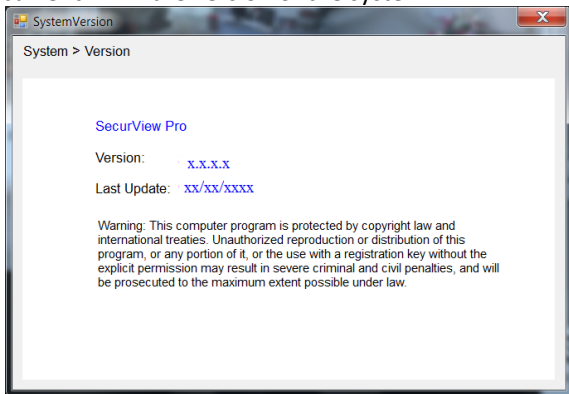 SystemVersion
X
System > Version
SecurView Pro
Version: x.x.x.x
Last Update: xx/xx/xxxx
Warning: This computer program is protected by copyright law and
international treaties. Unauthorized reproduction or distribution of this
program, or any portion of it, or the use with a registration key without the
explicit permission may result in severe criminal and civil penalties, and will
be prosecuted to the maximum extent possible under law.